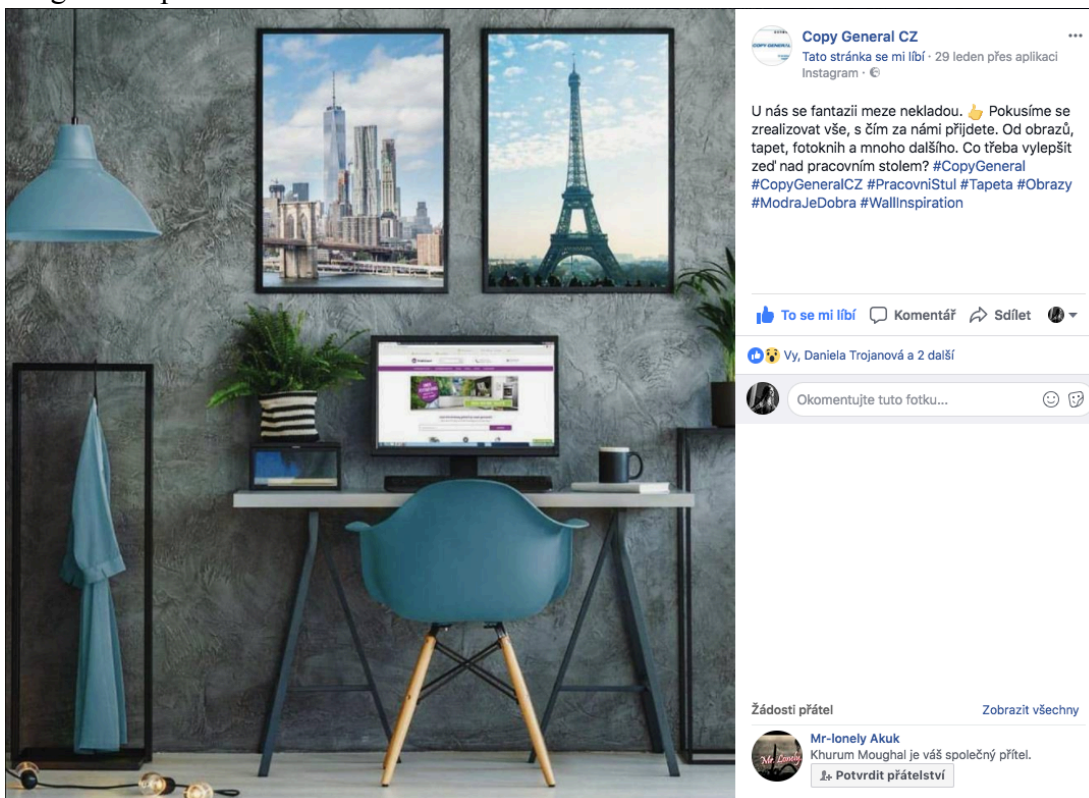 Copy General CZ
Tato stránka se mi líbí · 29 leden přes aplikaci
Instagram ·
U nás se fantazii meze nekladou. 👍 Pokusíme se
zrealizovat vše, s čím za námi přijdete. Od obrazů,
tapet, fotoknih a mnoho dalšího. Co třeba vylepšit
zeď nad pracovním stolem? #CopyGeneral
#CopyGeneralCZ #PracovniStul #Tapeta #Obrazy
#ModraJeDobra #WallInspiration
To se mi líbí Komentář Sdílet
Vy, Daniela Trojanová a 2 další
Okomentujte tuto fotku...
Žádosti přátel Zobrazit všechny
Mr-lonely Akuk
Khurum Moughal je váš společný přítel.
Potvrdit přátelství